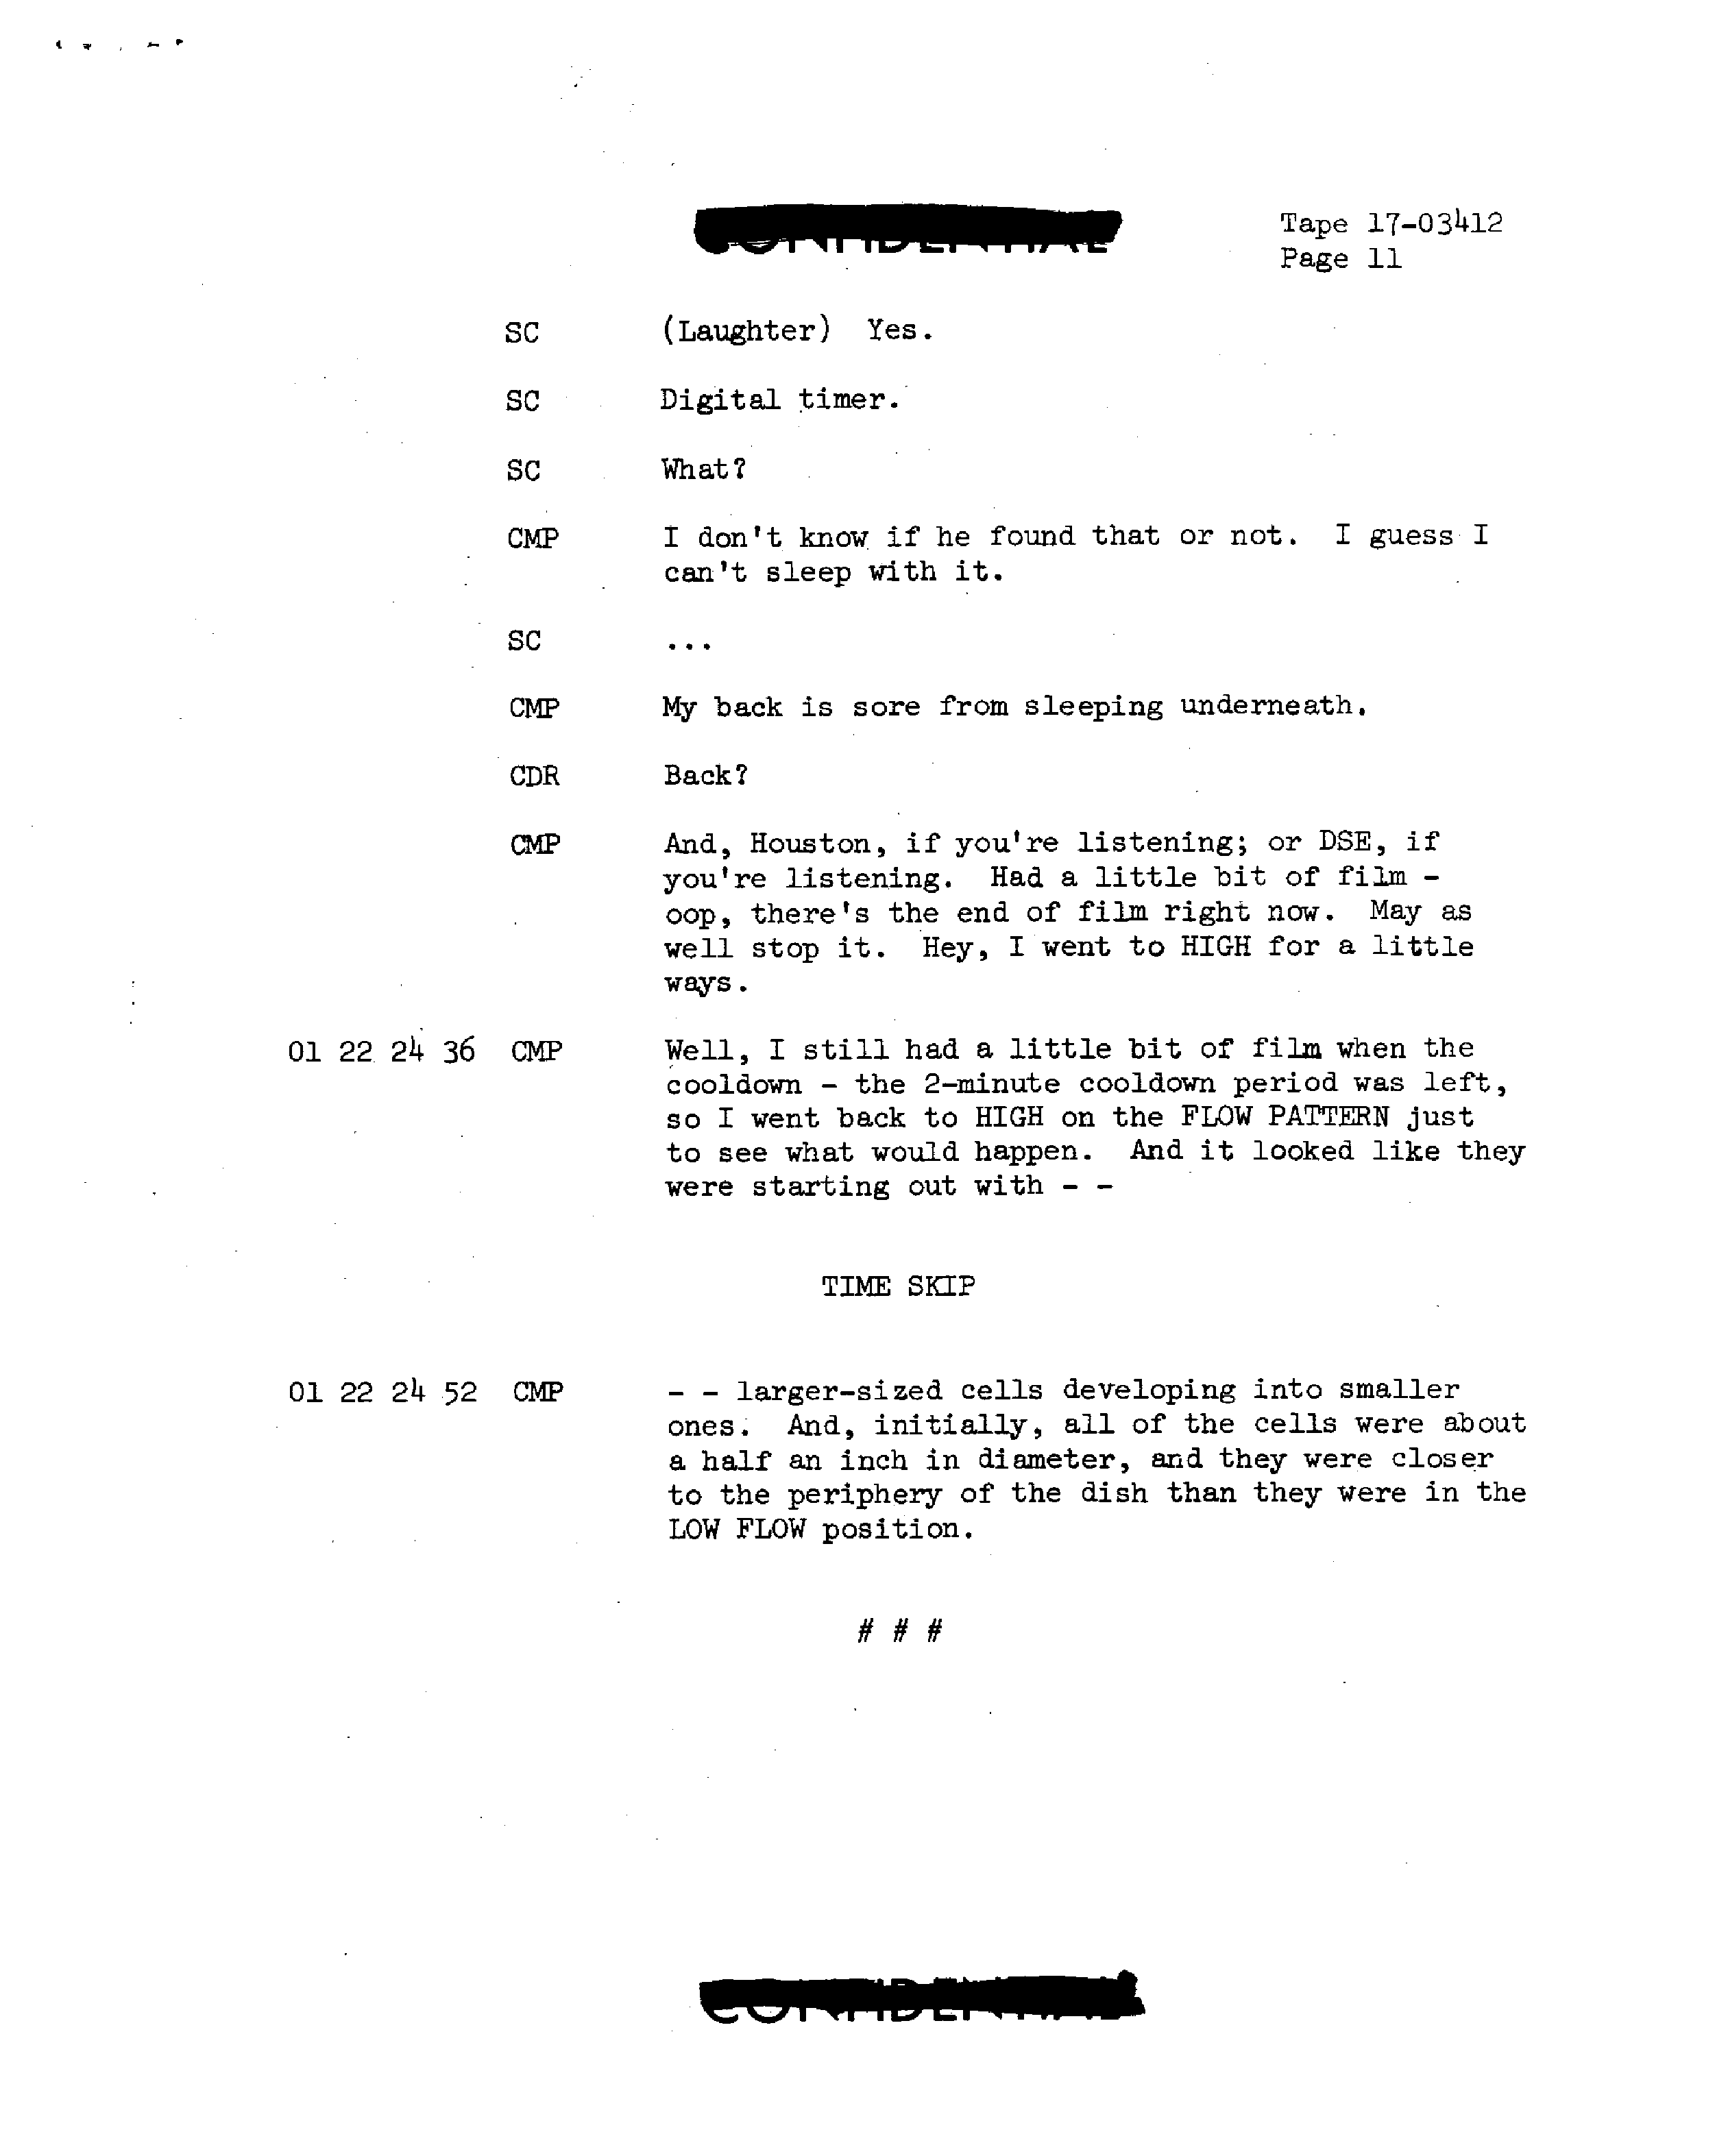 CONFIDENTIAL
Tape 17-03412
Page 11
SC (Laughter) Yes.
SC Digital timer.
SC What?
CMP I don't know if he found that or not. I guess I
can't sleep with it.
SC ...
CMP My back is sore from sleeping underneath.
CDR Back?
CMP And, Houston, if you're listening; or DSE, if
you're listening. Had a little bit of film -
oop, there's the end of film right now. May as
well stop it. Hey, I went to HIGH for a little
ways.
01 22 24 36 CMP Well, I still had a little bit of film when the
cooldown - the 2-minute cooldown period was left,
so I went back to HIGH on the FLOW PATTERN just
to see what would happen. And it looked like they
were starting out with - -
TIME SKIP
01 22 24 52 CMP - - larger-sized cells developing into smaller
ones. And, initially, all of the cells were about
a half an inch in diameter, and they were closer
to the periphery of the dish than they were in the
LOW FLOW position.
# # #
CONFIDENTIAL